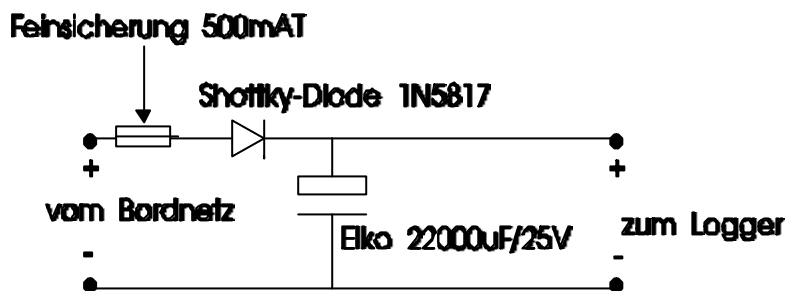 Feinsicherung 500mAT
Shottky-Diode 1N5817
+
+
vom Bordnetz
zum Logger
Elko 22000uF/25V
-
-